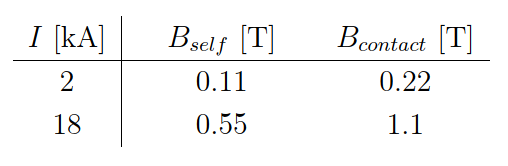 I [kA] B_self [T] B_contact [T]
2 0.11 0.22
18 0.55 1.1